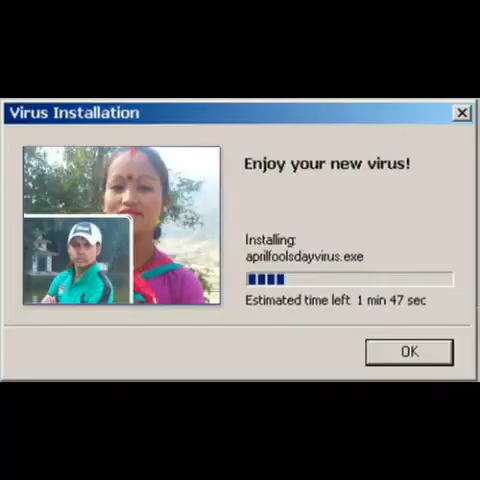 Virus Installation
Enjoy your new virus!
Installing:
aprilfoolsdayvirus.exe
Estimated time left 1 min 47 sec
OK